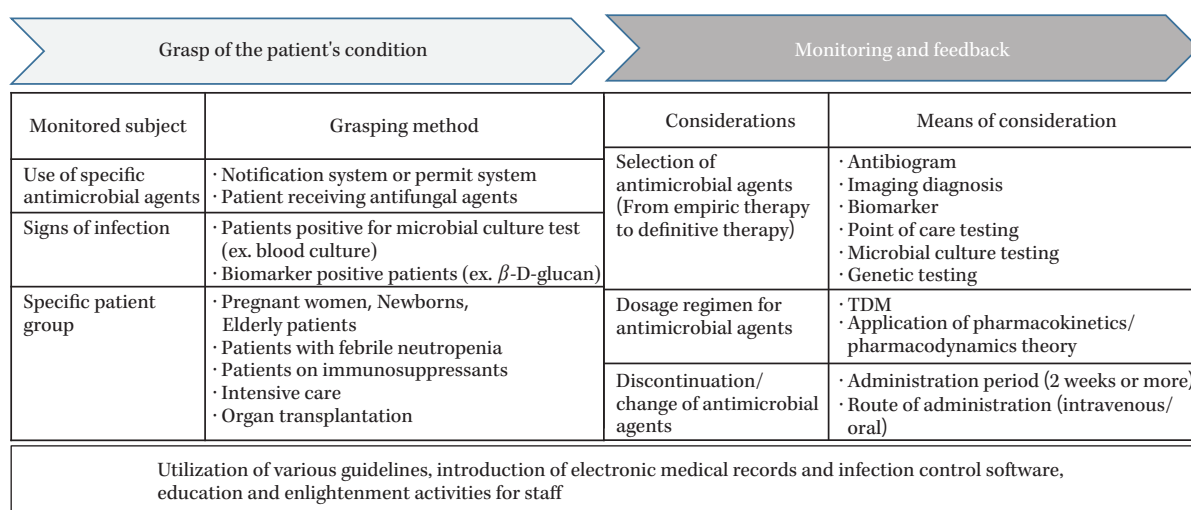 Grasp of the patient's condition
Monitoring and feedback
Monitored subject
Grasping method
Considerations
Means of consideration
Use of specific
antimicrobial agents
· Notification system or permit system
· Patient receiving antifungal agents
Signs of infection
· Patients positive for microbial culture test
(ex. blood culture)
· Biomarker positive patients (ex. β-D-glucan)
Specific patient
group
· Pregnant women, Newborns,
Elderly patients
· Patients with febrile neutropenia
· Patients on immunosuppressants
· Intensive care
· Organ transplantation
Selection of
antimicrobial agents
(From empiric therapy
to definitive therapy)
· Antibiogram
· Imaging diagnosis
· Biomarker
· Point of care testing
· Microbial culture testing
· Genetic testing
Dosage regimen for
antimicrobial agents
· TDM
· Application of pharmacokinetics/
pharmacodynamics theory
Discontinuation/
change of antimicrobial
agents
· Administration period (2 weeks or more)
· Route of administration (intravenous/
oral)
Utilization of various guidelines, introduction of electronic medical records and infection control software,
education and enlightenment activities for staff